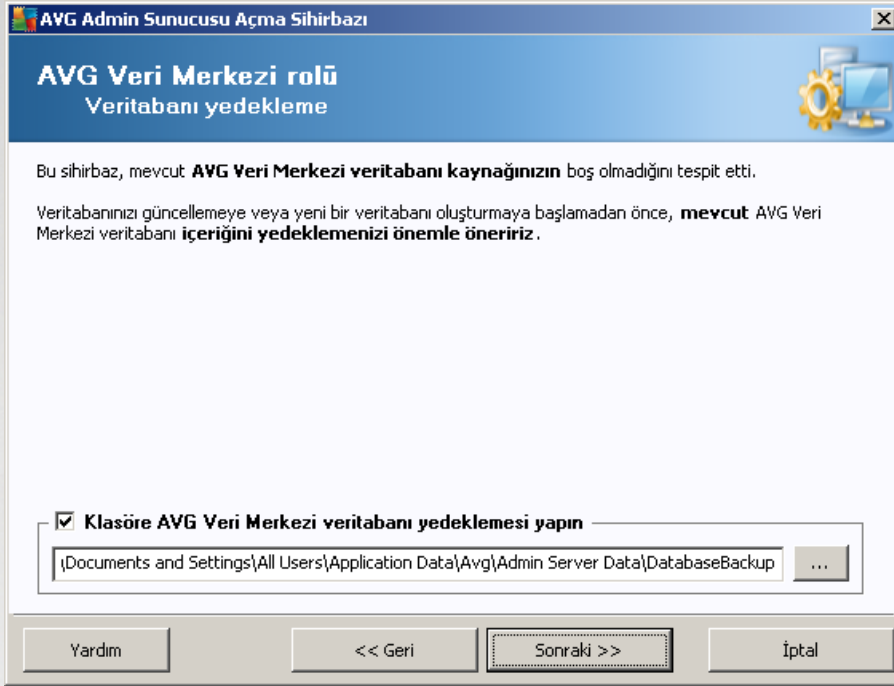 AVG Admin Sunucusu Açma Sihirbazı
AVG Veri Merkezi rolü
Veritabanı yedekleme
Bu sihirbaz, mevcut AVG Veri Merkezi veritabanı kaynağınızın boş olmadığını tespit etti.
Veritabanınızı güncellemeye veya yeni bir veritabanı oluşturmaya başlamadan önce, mevcut AVG Veri
Merkezi veritabanı içeriğini yedeklemenizi önemle öneririz.
Klasöre AVG Veri Merkezi veritabanı yedeklemesi yapın
\Documents and Settings\All Users\Application Data\Avg\Admin Server Data\DatabaseBackup
...
Yardım
<< Geri
Sonraki >>
İptal